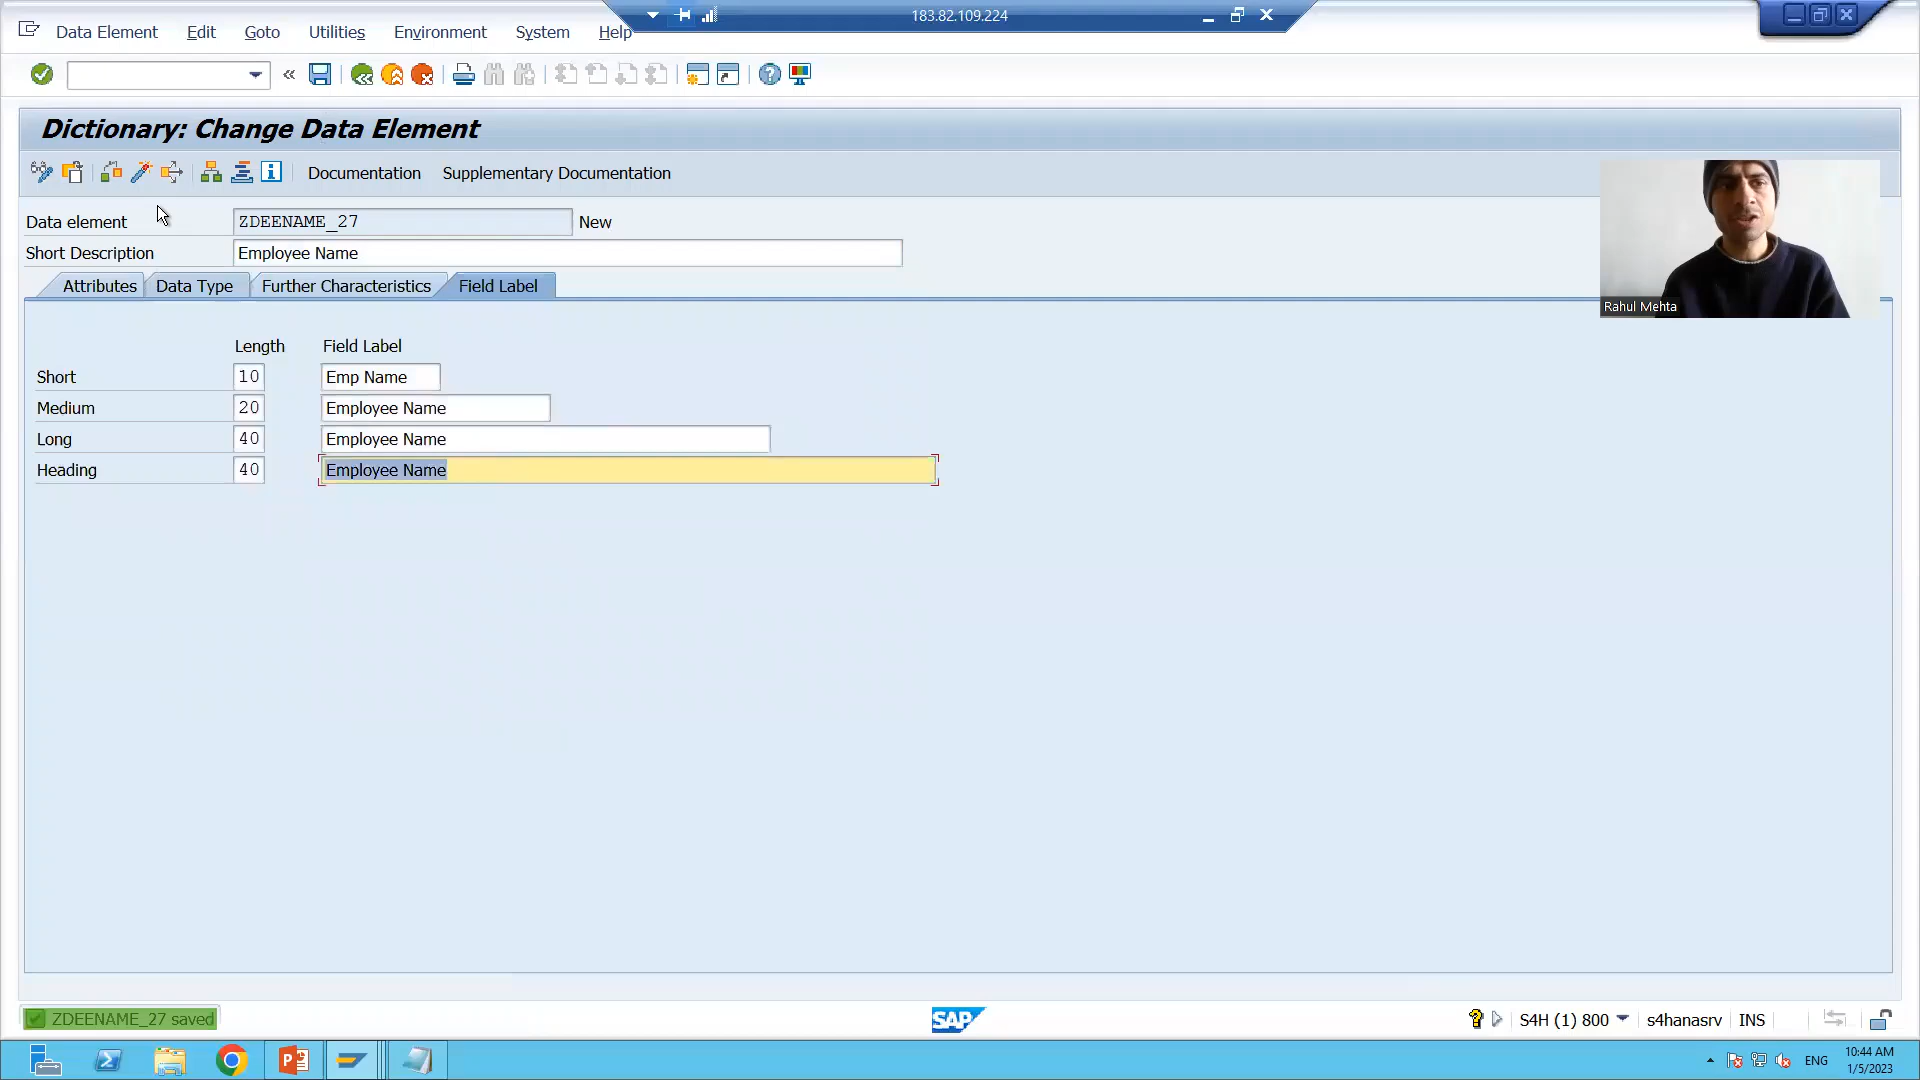 183.82.109.224
Data Element Edit Goto Utilities Environment System Help
Dictionary: Change Data Element
Documentation Supplementary Documentation
Data element ZDEENAME_27 New
Short Description Employee Name
Attributes Data Type Further Characteristics Field Label
Rahul Mehta
Length Field Label
Short 10 Emp Name
Medium 20 Employee Name
Long 40 Employee Name
Heading 40 Employee Name
ZDEENAME_27 saved
SAP
S4H (1) 800 s4hanasrv INS
ENG
10:44 AM
1/5/2023